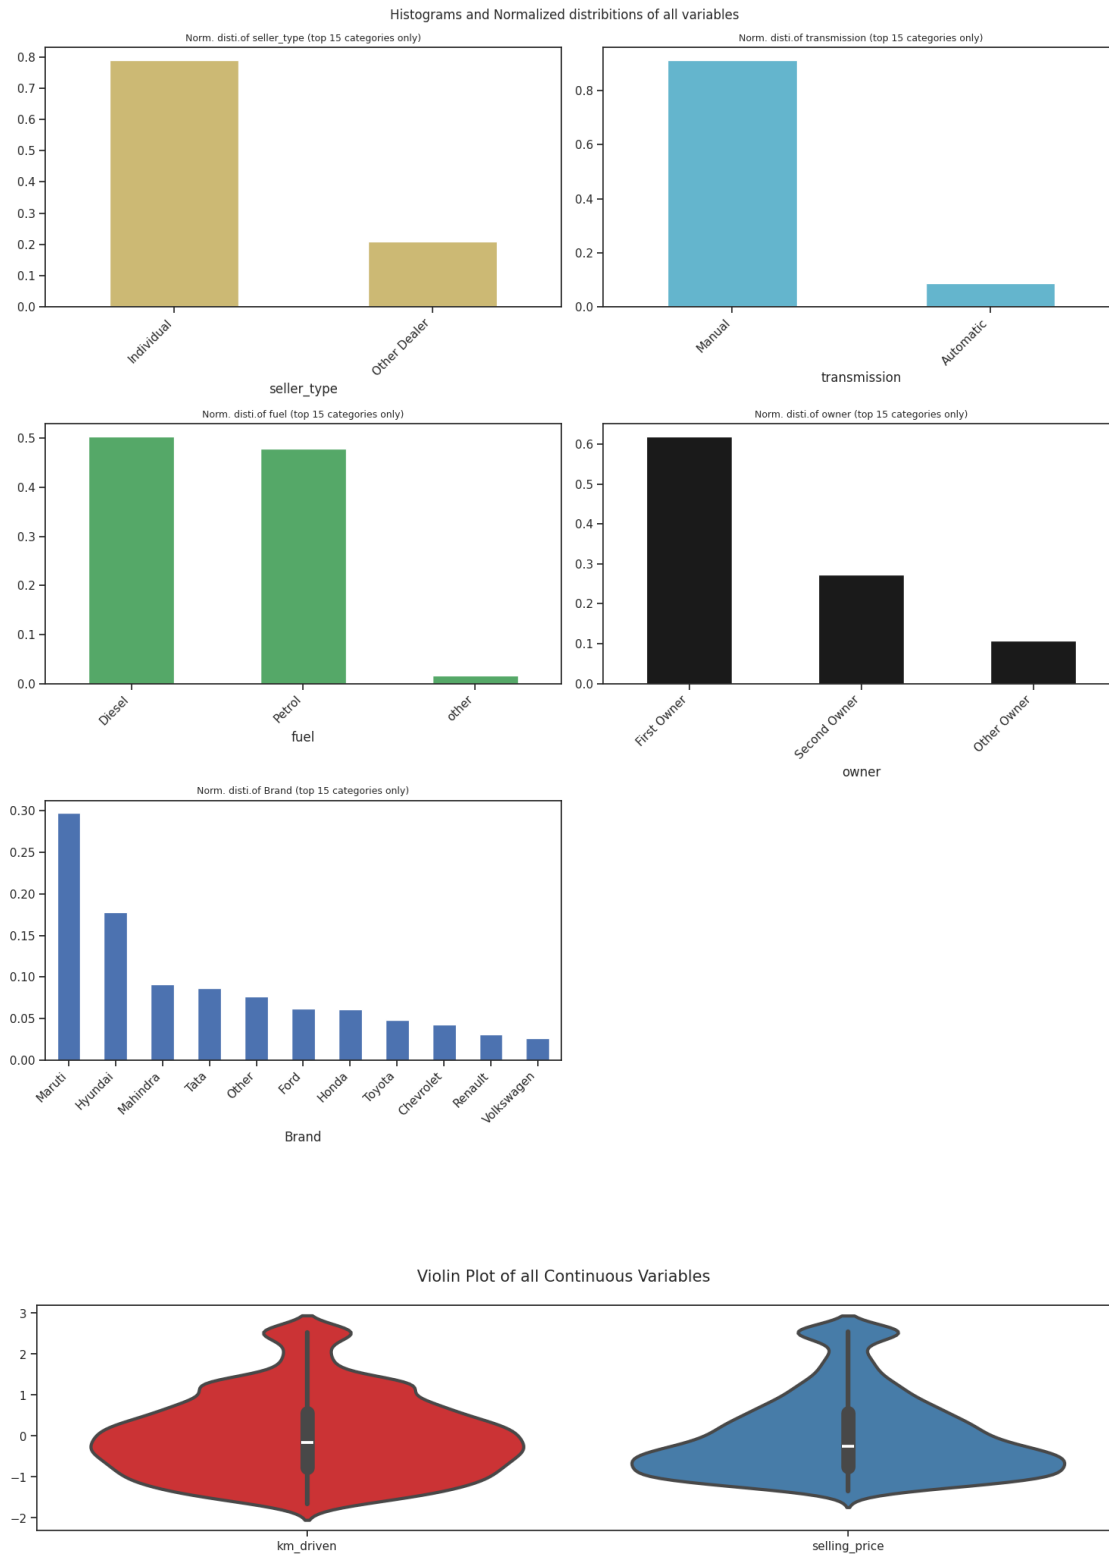 Histograms and Normalized distribitions of all variables
Norm. disti.of seller_type (top 15 categories only)
0.8
0.7
0.6
0.5
0.4
0.3
0.2
0.1
0.0
Individual
Other Dealer
seller_type
Norm. disti.of transmission (top 15 categories only)
0.8
0.6
0.4
0.2
0.0
Manual
Automatic
transmission
Norm. disti.of fuel (top 15 categories only)
0.5
0.4
0.3
0.2
0.1
0.0
Diesel
Petrol
other
fuel
Norm. disti.of owner (top 15 categories only)
0.6
0.5
0.4
0.3
0.2
0.1
0.0
First Owner
Second Owner
Other Owner
owner
Norm. disti.of Brand (top 15 categories only)
0.30
0.25
0.20
0.15
0.10
0.05
0.00
Maruti
Hyundai
Mahindra
Tata
Other
Ford
Honda
Toyota
Chevrolet
Renault
Volkswagen
Brand
Violin Plot of all Continuous Variables
3
2
1
0
−1
−2
km_driven
selling_price